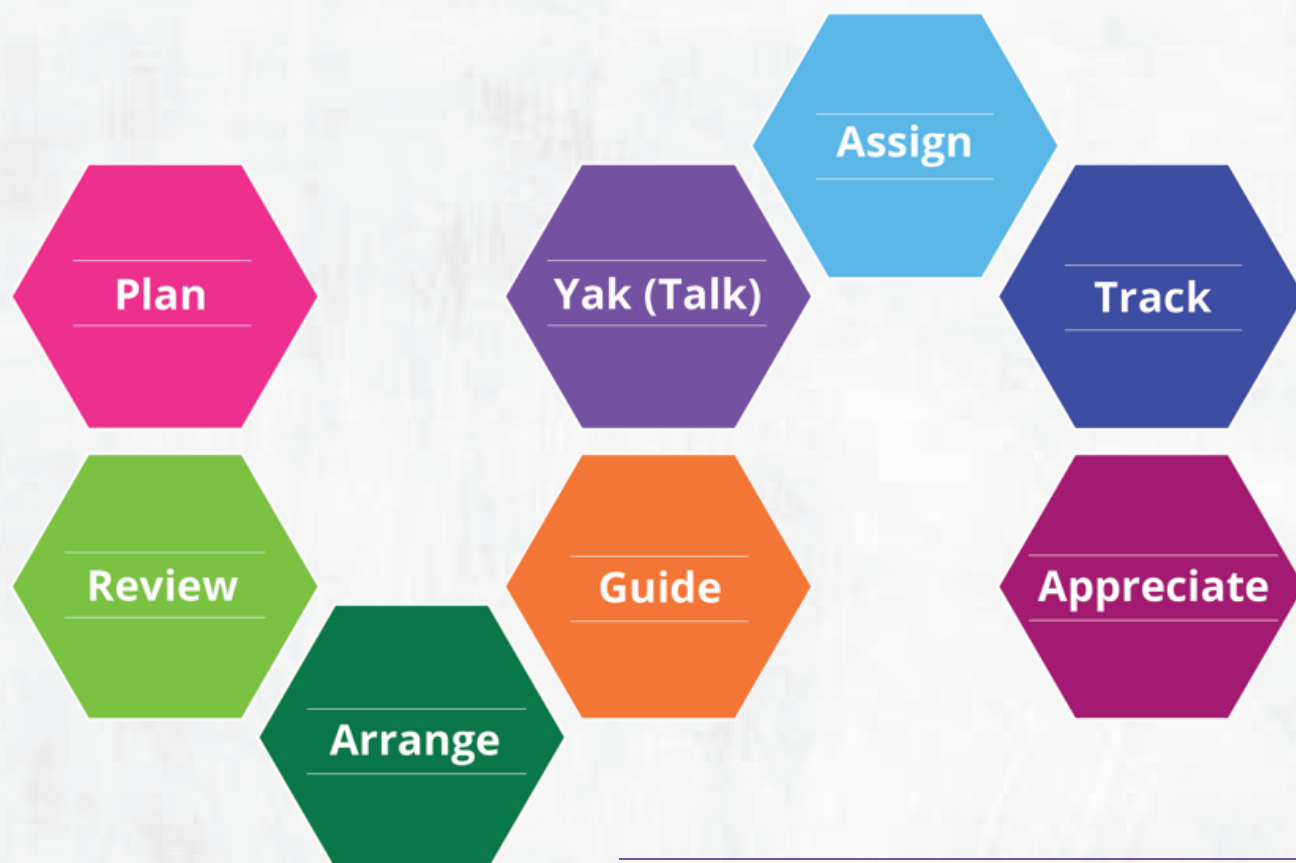 Plan
Review
Arrange
Guide
Yak (Talk)
Assign
Track
Appreciate